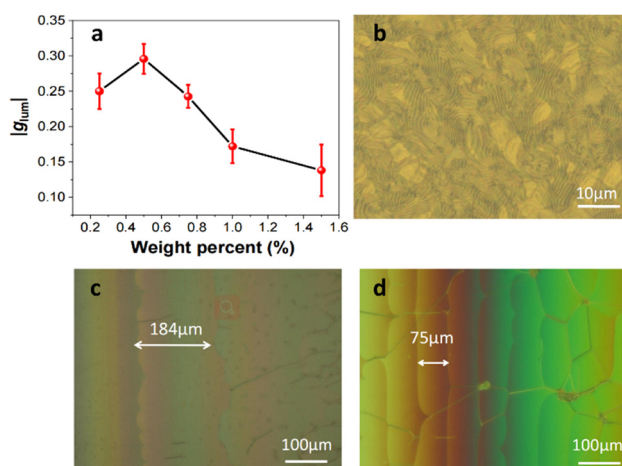 a
|glum|
0.35
0.30
0.25
0.20
0.15
0.10
0.2 0.4 0.6 0.8 1.0 1.2 1.4 1.6
Weight percent (%)
b
10μm
c
184μm
100μm
d
75μm
100μm